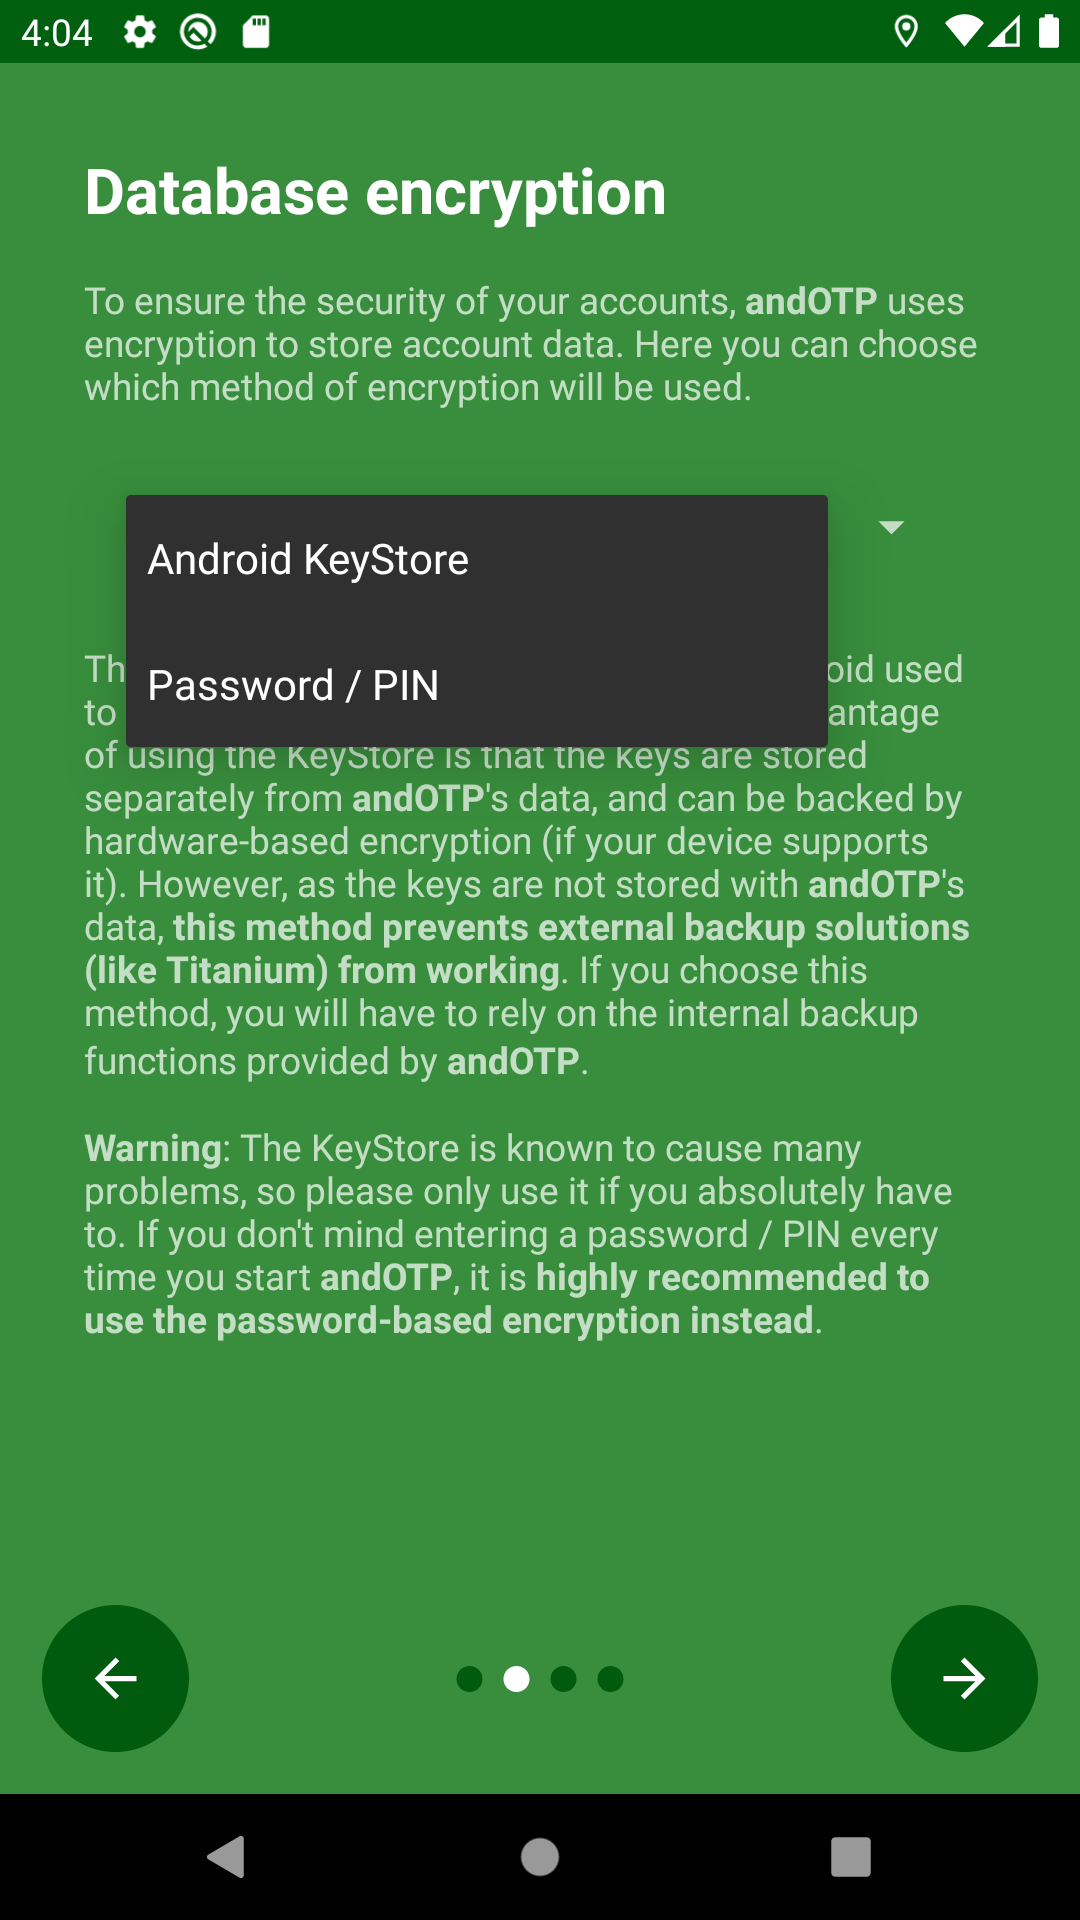 4:04
Database encryption
To ensure the security of your accounts, andOTP uses
encryption to store account data. Here you can choose
which method of encryption will be used.
Android KeyStore
Password / PIN
Th oid used
to antage
of using the KeyStore is that the keys are stored
separately from andOTP's data, and can be backed by
hardware-based encryption (if your device supports
it). However, as the keys are not stored with andOTP's
data, this method prevents external backup solutions
(like Titanium) from working. If you choose this
method, you will have to rely on the internal backup
functions provided by andOTP.
Warning: The KeyStore is known to cause many
problems, so please only use it if you absolutely have
to. If you don't mind entering a password / PIN every
time you start andOTP, it is highly recommended to
use the password-based encryption instead.